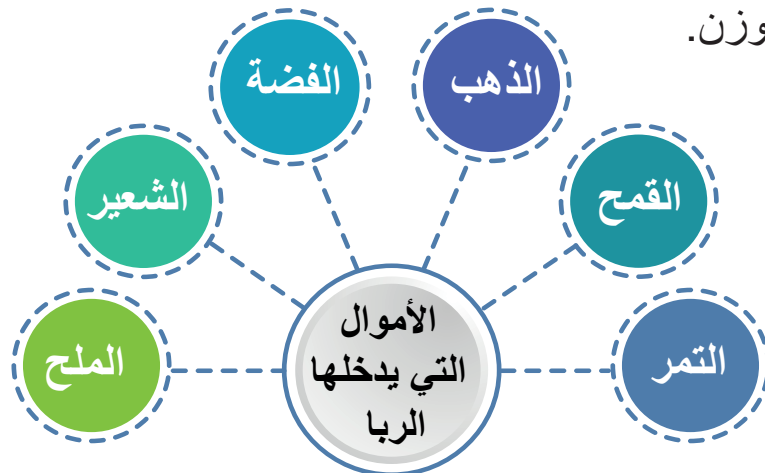 وزن.
الذهب
الفضة
القمح
الشعير
التمر
الملح
الأموال
التي يدخلها
الربا